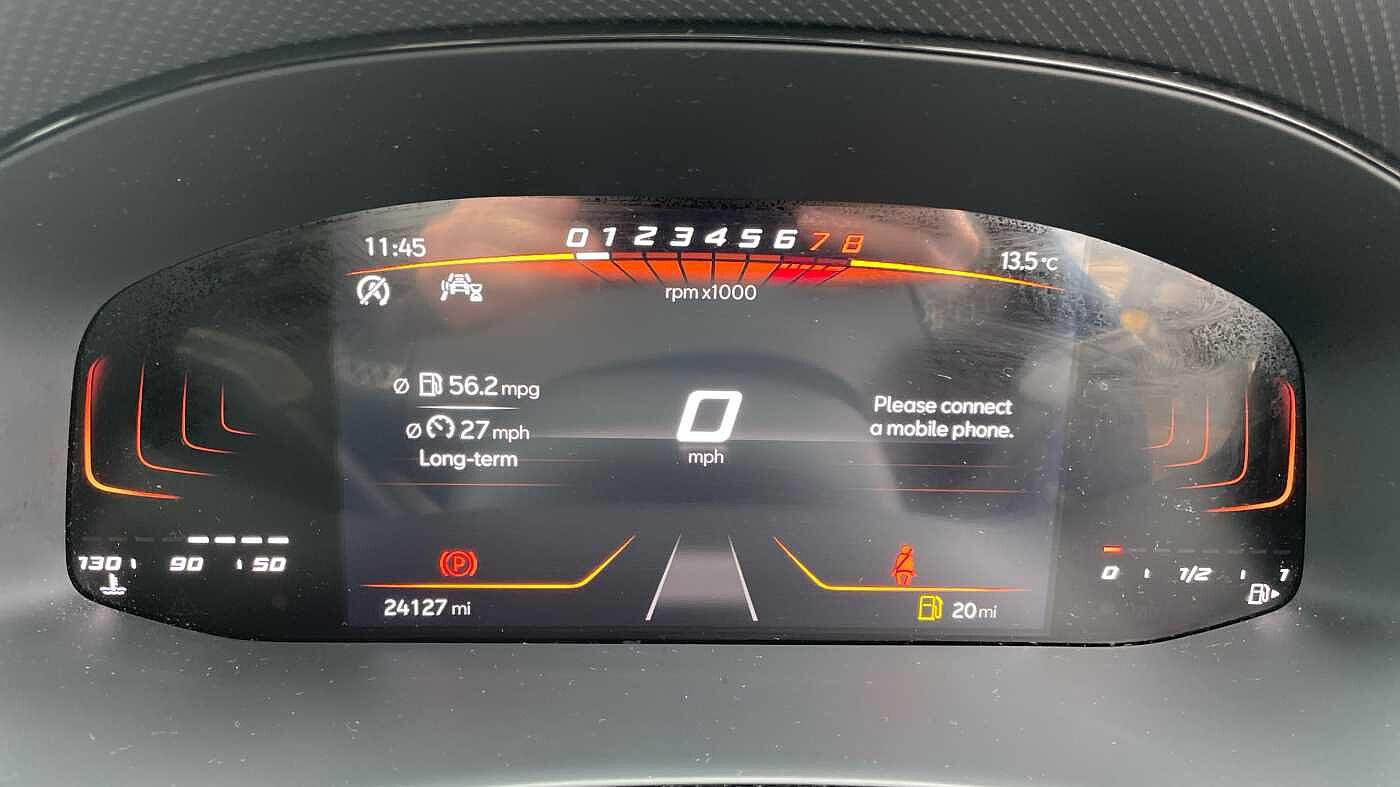 0 1 2 3 4 5 6 7 8
11:45
13.5°C
rpm x1000
Ø 56.2 mpg
Ø 27 mph
Long-term
0
mph
Please connect
a mobile phone.
P
130 90 50
0 1/2 1
24127 mi
20 mi